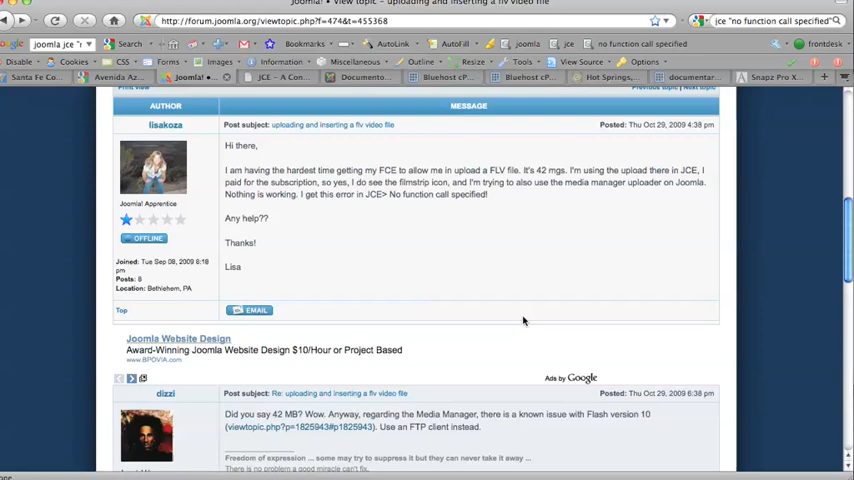 Joomla! • View topic – uploading and inserting a flv video file
http://forum.joomla.org/viewtopic.php?f=474&t=455368
jce "no function call specified"
Google
joomla jce "r
Search
Bookmarks
AutoLink
AutoFill
joomla
jce
no function call specified
frontdesk
Disable
Cookies
CSS
Forms
Images
Information
Miscellaneous
Outline
Resize
Tools
View Source
Options
Santa Fe Co...
Avenida Az...
Joomla! •...
JCE – A Con...
Documento...
Bluehost cP...
Bluehost cP...
Hot Springs,...
documentar...
Snapz Pro X...
Print view
Previous topic | Next topic
AUTHOR
MESSAGE
lisakoza
Post subject: uploading and inserting a flv video file
Posted: Thu Oct 29, 2009 4:38 pm
Hi there,
I am having the hardest time getting my FCE to allow me in upload a FLV file. It's 42 mgs. I'm using the upload there in JCE, I
paid for the subscription, so yes, I do see the filmstrip icon, and I'm trying to also use the media manager uploader on Joomla.
Nothing is working. I get this error in JCE> No function call specified!
Any help??
Thanks!
Lisa
Joomla! Apprentice
OFFLINE
Joined: Tue Sep 08, 2009 6:18
pm
Posts: 8
Location: Bethlehem, PA
Top
EMAIL
Joomla Website Design
Award-Winning Joomla Website Design $10/Hour or Project Based
www.BPDVIA.com
Ads by Google
dizzi
Post subject: Re: uploading and inserting a flv video file
Posted: Thu Oct 29, 2009 6:38 pm
Did you say 42 MB? Wow. Anyway, regarding the Media Manager, there is a known issue with Flash version 10
(viewtopic.php?p=1825943#p1825943). Use an FTP client instead.
Freedom of expression ... some may try to suppress it but they can never take it away ...
There is no problem a good miracle can't fix.